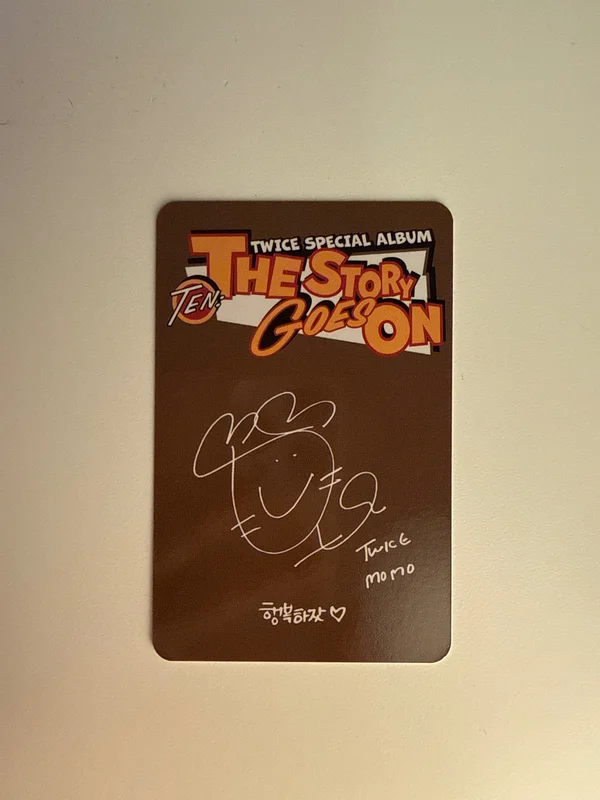 TWICE SPECIAL ALBUM
TEN: THE STORY
GOES ON
TWICE
MOMO
행복하잣♡